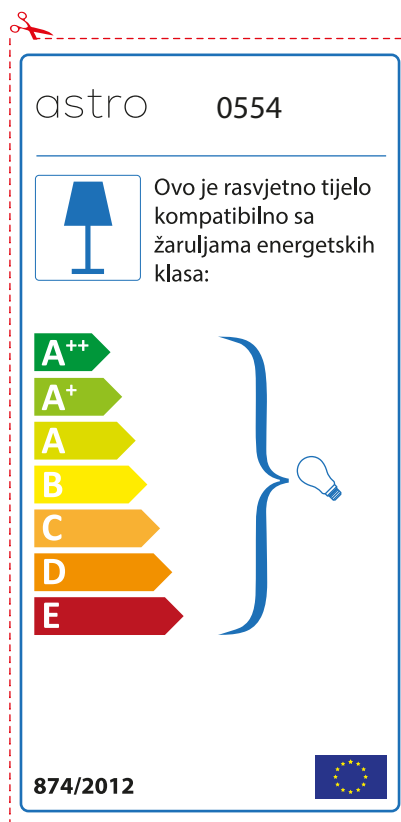 astro 0554
Ovo je rasvjetno tijelo
kompatibilno sa
žaruljama energetskih
klasa:
A++
A+
A
B
C
D
E
874/2012